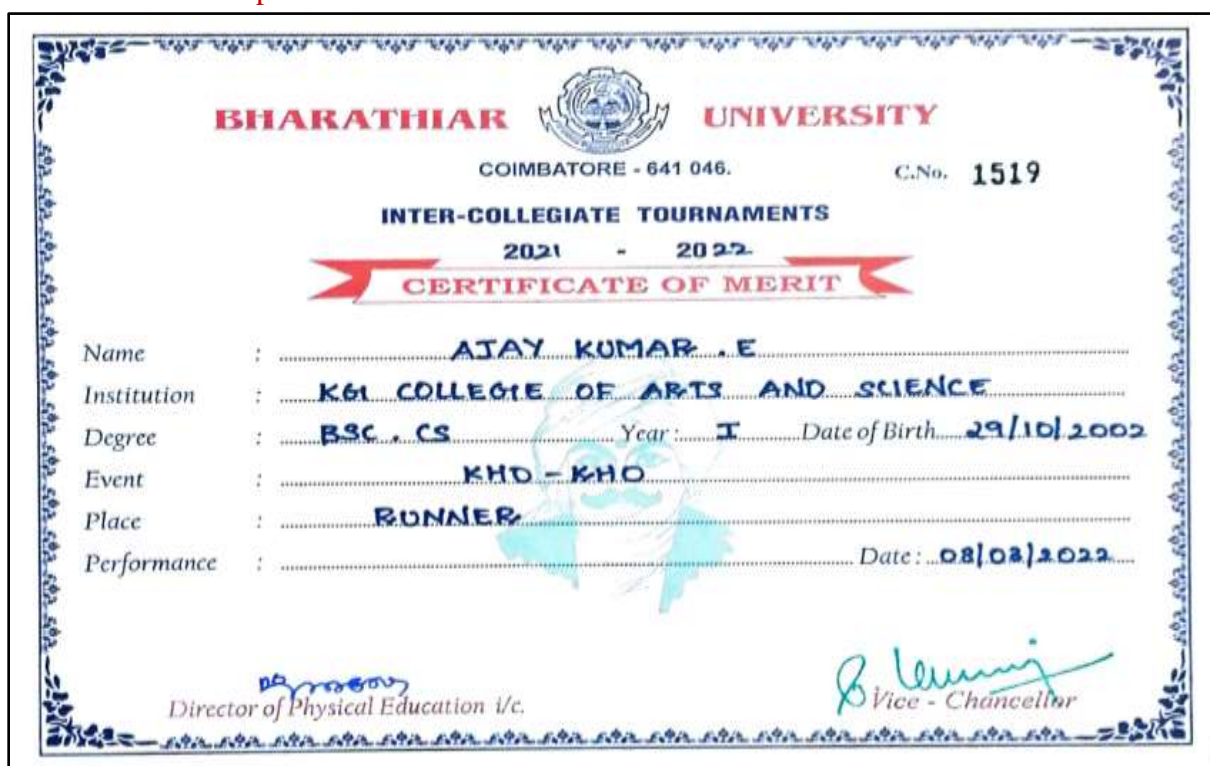 BHARATHIAR UNIVERSITY
COIMBATORE - 641 046.
C.No. 1519
INTER-COLLEGIATE TOURNAMENTS
2021 - 2022
CERTIFICATE OF MERIT
Name : AJAY KUMAR . E
Institution : KG COLLEGE OF ARTS AND SCIENCE
Degree : BSC . CS Year : I Date of Birth 29/10/2002
Event : KHO - KHO
Place : RUNNER
Performance : Date : 08/03/2022
Director of Physical Education i/c.
Vice - Chancellor